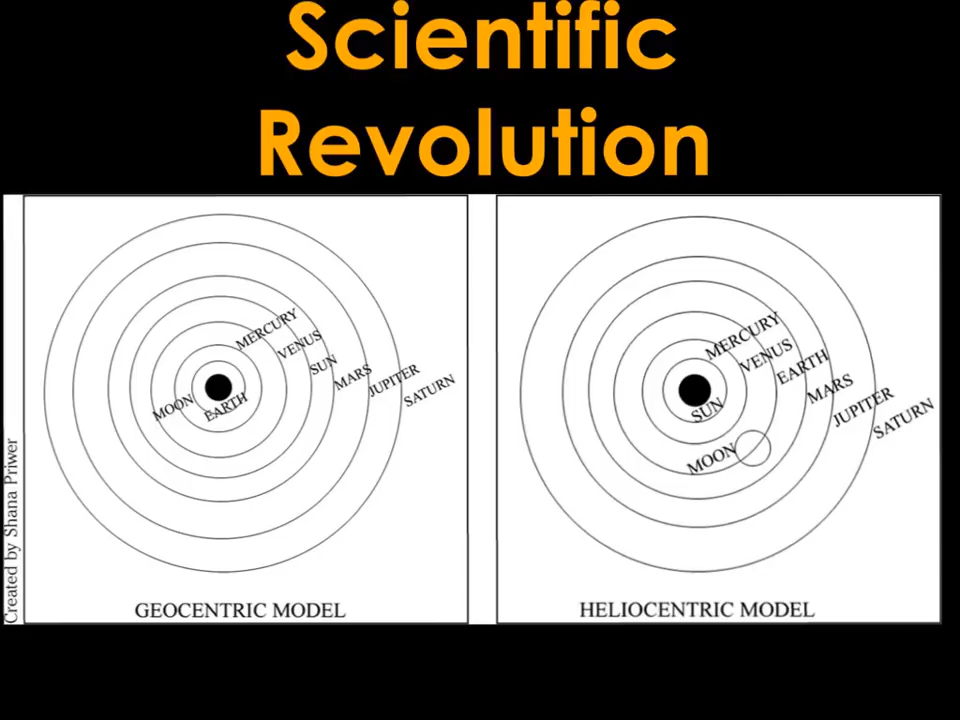 Scientific
Revolution
MERCURY
VENUS
SUN
MARS
JUPITER
SATURN
MOON
EARTH
GEOCENTRIC MODEL
Created by Shana Priwer
MERCURY
VENUS
EARTH
MARS
JUPITER
SATURN
SUN
MOON
HELIOCENTRIC MODEL